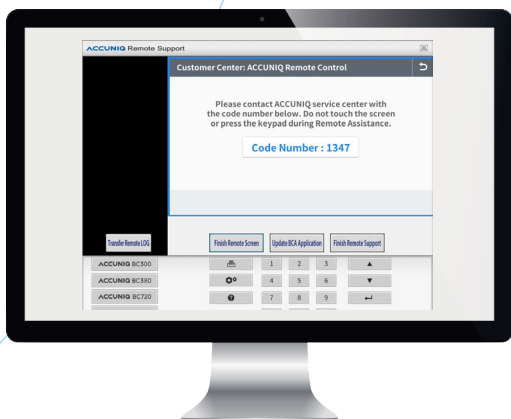 ACCUNIQ Remote Support
Customer Center: ACCUNIQ Remote Control
Please contact ACCUNIQ service center with
the code number below. Do not touch the screen
or press the keypad during Remote Assistance.
Code Number : 1347
Transfer Remote LOG
Finish Remote Screen
Update BCA Application
Finish Remote Support
ACCUNIQ BC300
1 2 3
ACCUNIQ BC380
4 5 6
ACCUNIQ BC720
? 7 8 9